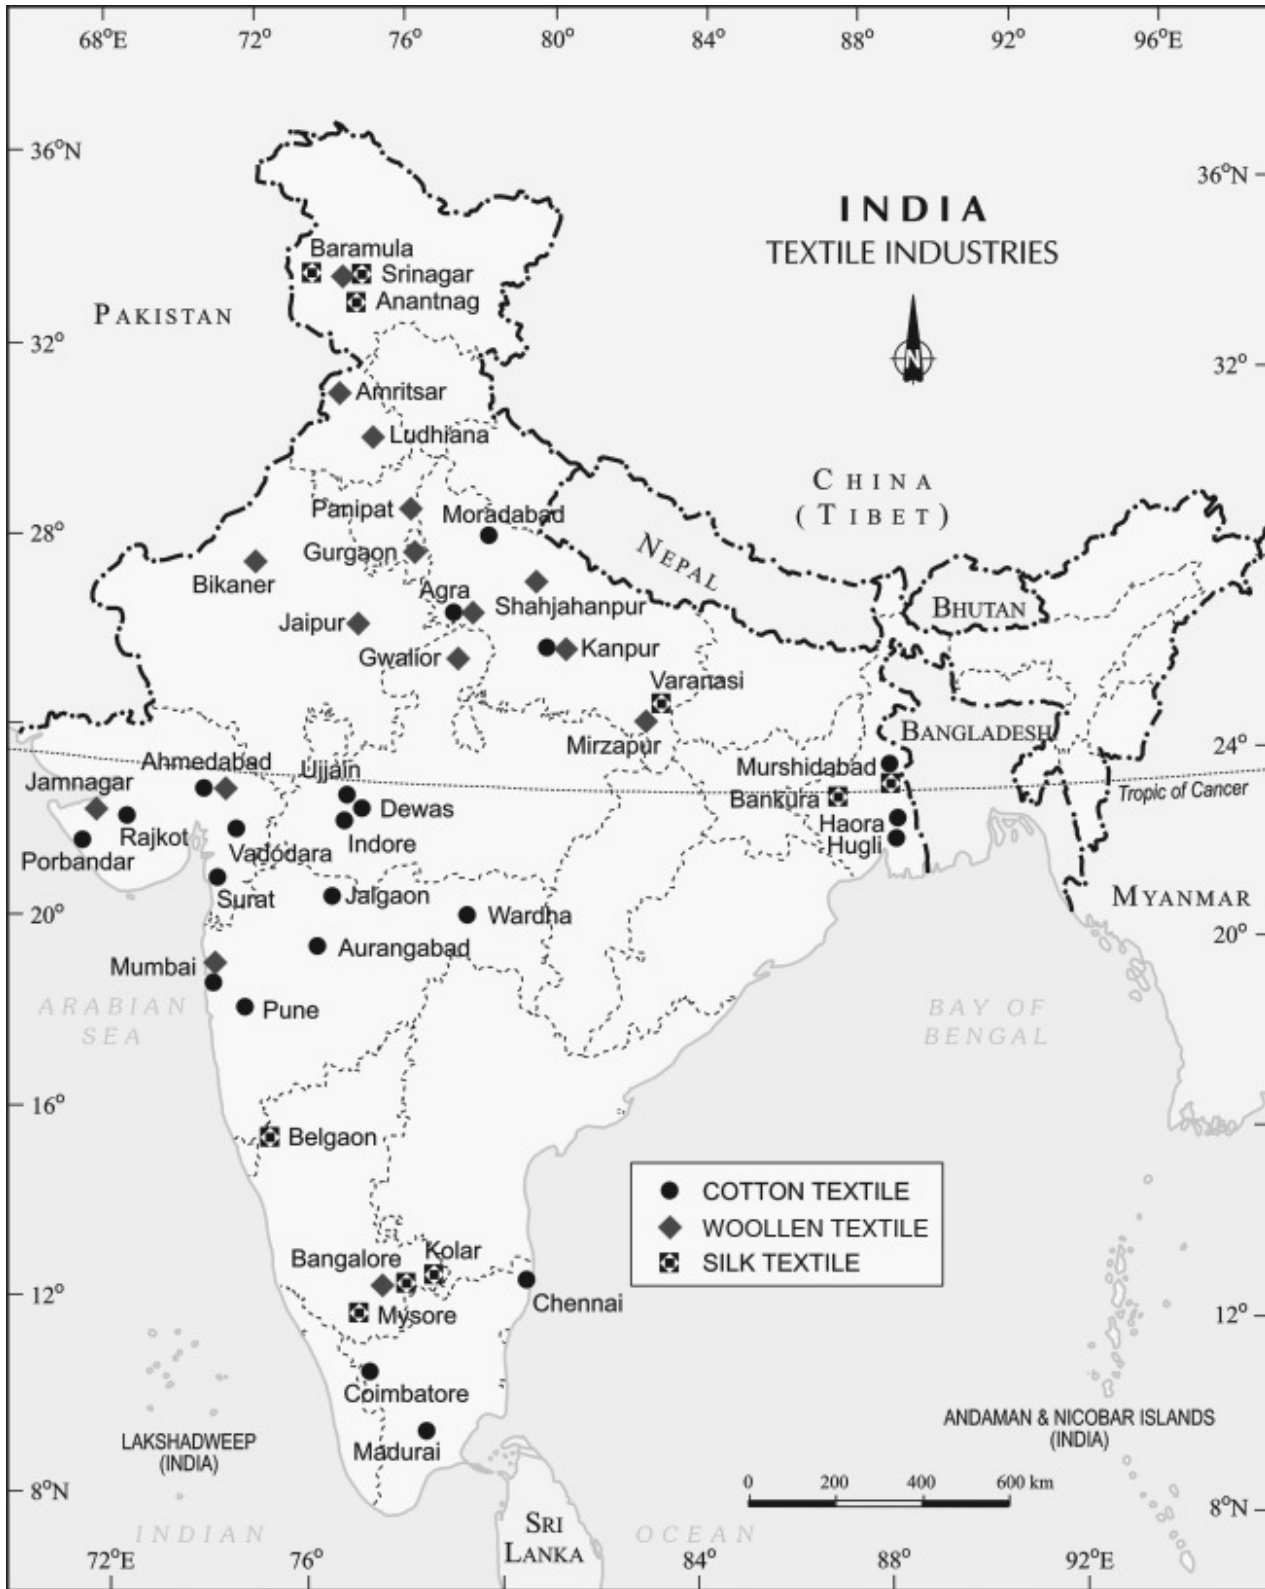 68°E 72° 76° 80° 84° 88° 92° 96°E
36°N
36°N
INDIA
TEXTILE INDUSTRIES
Baramula
Srinagar
Anantnag
PAKISTAN
N
32°
32°
Amritsar
Ludhiana
CHINA
(TIBET)
Panipat
Moradabad
28°
28°
NEPAL
Gurgaon
Bikaner
Agra
Shahjahanpur
BHUTAN
Jaipur
Gwalior
Kanpur
Varanasi
Mirzapur
BANGLADESH
24°
Ahmedabad
Ujjain
Murshidabad
Jamnagar
Tropic of Cancer
Dewas
Bankura
Rajkot
Haora
Porbandar
Vadodara
Indore
Hugli
Surat
Jalgaon
MYANMAR
20°
Wardha
20°
Aurangabad
Mumbai
Pune
ARABIAN
SEA
BAY OF
BENGAL
16°
Belgaon
COTTON TEXTILE
WOOLLEN TEXTILE
SILK TEXTILE
Bangalore
Kolar
12°
Chennai
12°
Mysore
Coimbatore
LAKSHADWEEP
(INDIA)
Madurai
ANDAMAN & NICOBAR ISLANDS
(INDIA)
0 200 400 600 km
8°N
8°N
INDIAN OCEAN
SRI
LANKA
72°E 76° 84° 88° 92°E